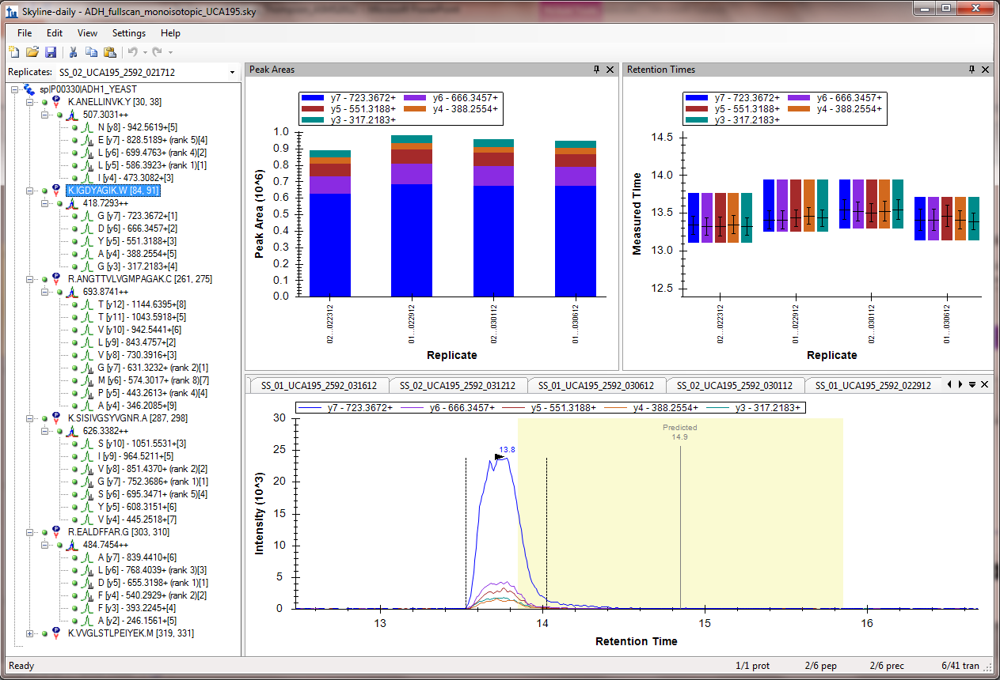 Skyline-daily - ADH_fullscan_monoisotopic_UCA195.sky
File Edit View Settings Help
Replicates: SS_02_UCA195_2592_021712
sp|P00330|ADH1_YEAST
K.ANELLINVK.Y [30, 38]
507.3031++
N [y8] - 942.5619+[5]
E [y7] - 828.5189+ (rank 5)[4]
L [y6] - 699.4763+ (rank 4)[2]
L [y5] - 586.3923+ (rank 1)[1]
I [y4] - 473.3082+[3]
K.IGDYAGIK.W [84, 91]
418.7293++
G [y7] - 723.3672+[1]
D [y6] - 666.3457+[2]
Y [y5] - 551.3188+[3]
A [y4] - 388.2554+[5]
G [y3] - 317.2183+[4]
R.ANGTTVLVGMPAGAK.C [261, 275]
693.8741++
T [y12] - 1144.6395+[8]
T [y11] - 1043.5918+[5]
V [y10] - 942.5441+[6]
L [y9] - 843.4757+[2]
V [y8] - 730.3916+[3]
G [y7] - 631.3232+ (rank 2)[1]
M [y6] - 574.3017+ (rank 8)[7]
P [y5] - 443.2613+ (rank 4)[4]
A [y4] - 346.2085+[9]
K.SISIVGSYVGNR.A [287, 298]
626.3382++
S [y10] - 1051.5531+[3]
I [y9] - 964.5211+[5]
V [y8] - 851.4370+ (rank 2)[2]
G [y7] - 752.3686+ (rank 1)[1]
S [y6] - 695.3471+ (rank 5)[4]
Y [y5] - 608.3151+[6]
V [y4] - 445.2518+[7]
R.EALDFFAR.G [303, 310]
484.7454++
A [y7] - 839.4410+[6]
L [y6] - 768.4039+ (rank 3)[3]
D [y5] - 655.3198+ (rank 1)[1]
F [y4] - 540.2929+ (rank 2)[2]
F [y3] - 393.2245+[4]
A [y2] - 246.1561+[5]
K.VVGLSTLPEIYEK.M [319, 331]
Peak Areas
y7 - 723.3672+ y6 - 666.3457+
y5 - 551.3188+ y4 - 388.2554+
y3 - 317.2183+
Peak Area (10^6)
1.0
0.9
0.8
0.7
0.6
0.5
0.4
0.3
0.2
0.1
0.0
02...022312
01...022912
02...030112
01...030612
Replicate
Retention Times
y7 - 723.3672+ y6 - 666.3457+
y5 - 551.3188+ y4 - 388.2554+
y3 - 317.2183+
Measured Time
14.5
14.0
13.5
13.0
12.5
02...022312
01...022912
02...030112
01...030612
Replicate
SS_01_UCA195_2592_031612 SS_02_UCA195_2592_031212 SS_01_UCA195_2592_030612 SS_02_UCA195_2592_030112 SS_01_UCA195_2592_022912
y7 - 723.3672+ y6 - 666.3457+ y5 - 551.3188+ y4 - 388.2554+ y3 - 317.2183+
Intensity (10^3)
30
25
20
15
10
5
0
13.8
Predicted
14.9
13 14 15 16
Retention Time
Ready 1/1 prot 2/6 pep 2/6 prec 6/41 tran